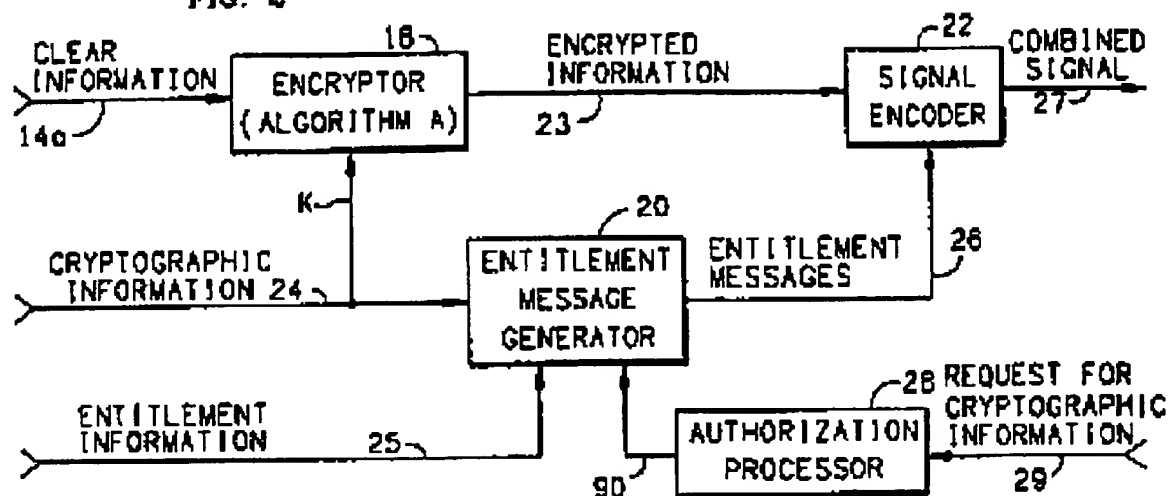 CLEAR
INFORMATION
14a
18
ENCRYPTOR
(ALGORITHM A)
ENCRYPTED
INFORMATION
23
22
SIGNAL
ENCODER
COMBINED
SIGNAL
27
K
CRYPTOGRAPHIC
INFORMATION 24
20
ENTITLEMENT
MESSAGE
GENERATOR
ENTITLEMENT
MESSAGES
26
ENTITLEMENT
INFORMATION
25
90
28
AUTHORIZATION
PROCESSOR
REQUEST FOR
CRYPTOGRAPHIC
INFORMATION
29